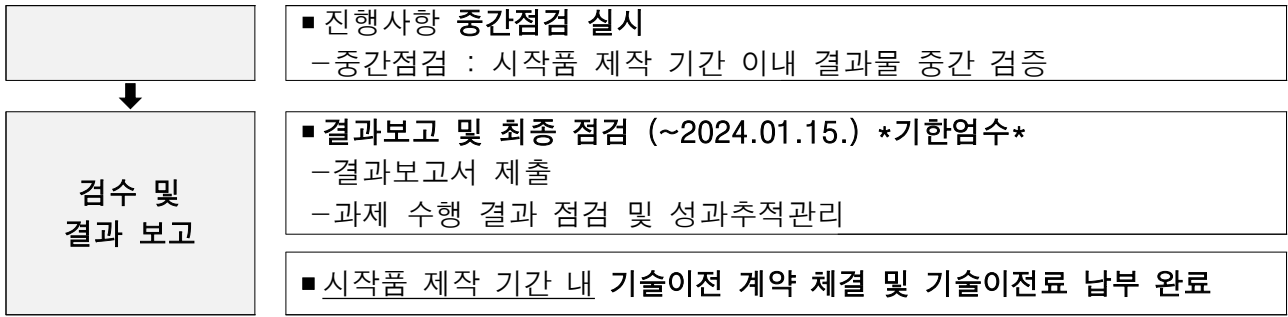 ■ 진행사항 중간점검 실시
-중간점검 : 시작품 제작 기간 이내 결과물 중간 검증
검수 및
결과 보고
■ 결과보고 및 최종 점검 (~2024.01.15.) *기한엄수*
-결과보고서 제출
-과제 수행 결과 점검 및 성과추적관리
■ 시작품 제작 기간 내 기술이전 계약 체결 및 기술이전료 납부 완료